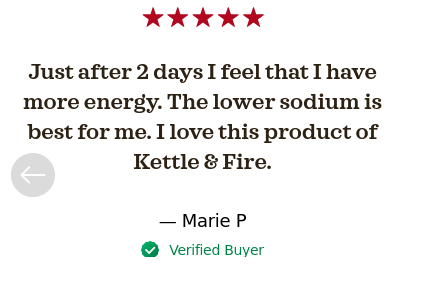 Just after 2 days I feel that I have
more energy. The lower sodium is
best for me. I love this product of
Kettle & Fire.
— Marie P
Verified Buyer